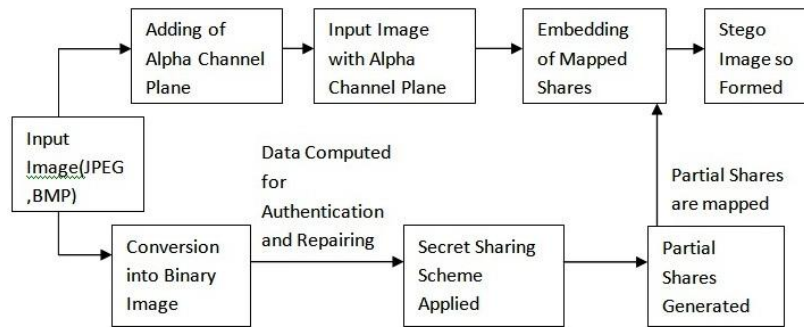 Adding of
Alpha Channel
Plane
Input Image
with Alpha
Channel Plane
Embedding
of Mapped
Shares
Stego
Image so
Formed
Input
Image(JPEG
,BMP)
Data Computed
for
Authentication
and Repairing
Partial Shares
are mapped
Conversion
into Binary
Image
Secret Sharing
Scheme
Applied
Partial
Shares
Generated